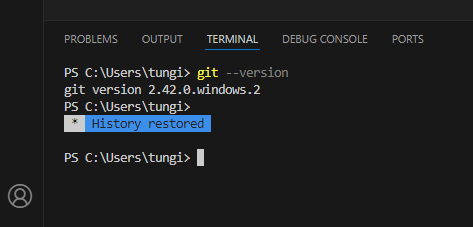 PROBLEMS OUTPUT TERMINAL DEBUG CONSOLE PORTS
PS C:\Users\tungi> git --version
git version 2.42.0.windows.2
PS C:\Users\tungi>
* History restored
PS C:\Users\tungi>